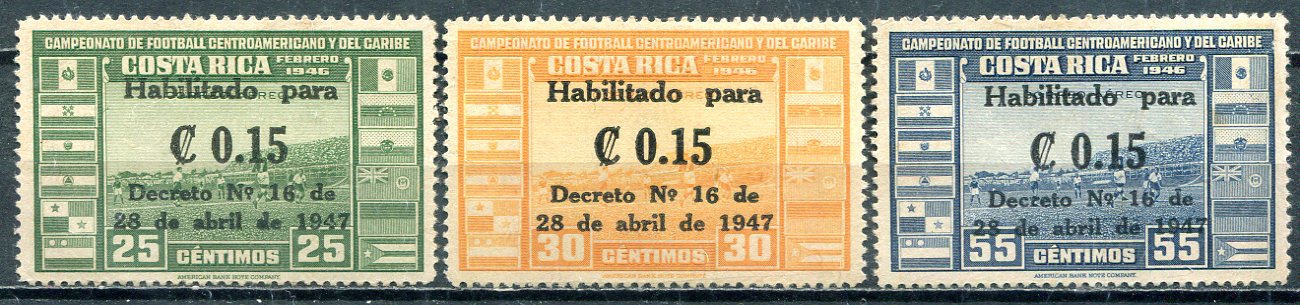 CAMPEONATO DE FOOTBALL CENTROAMERICANO Y DEL CARIBE
COSTA RICA
FEBRERO
1946
Habilitado para
₡ 0.15
Decreto Nº 16 de
28 de abril de 1947
25 CÉNTIMOS 25
AMERICAN BANK NOTE COMPANY
CAMPEONATO DE FOOTBALL CENTROAMERICANO Y DEL CARIBE
COSTA RICA
FEBRERO
1946
Habilitado para
₡ 0.15
Decreto Nº 16 de
28 de abril de 1947
30 CÉNTIMOS 30
AMERICAN BANK NOTE COMPANY
CAMPEONATO DE FOOTBALL CENTROAMERICANO Y DEL CARIBE
COSTA RICA
FEBRERO
1946
Habilitado para
₡ 0.15
Decreto Nº 16 de
28 de abril de 1947
55 CÉNTIMOS 55
AMERICAN BANK NOTE COMPANY